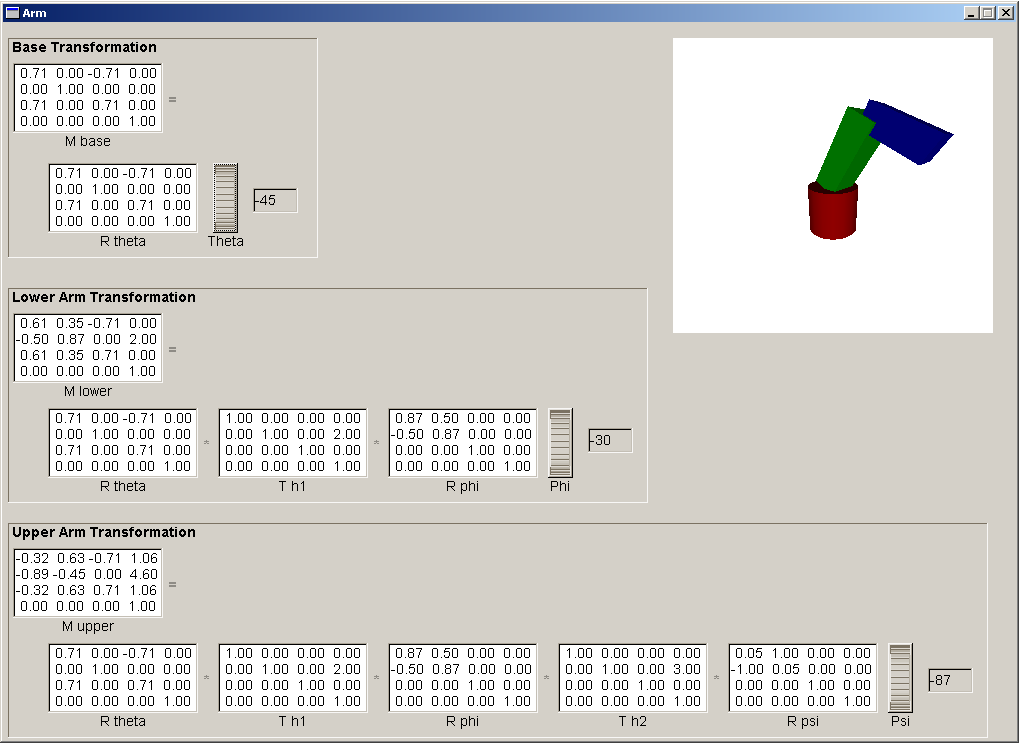 Arm
Base Transformation
0.71 0.00 -0.71 0.00
0.00 1.00 0.00 0.00
0.71 0.00 0.71 0.00
0.00 0.00 0.00 1.00
=
M base
0.71 0.00 -0.71 0.00
0.00 1.00 0.00 0.00
0.71 0.00 0.71 0.00
0.00 0.00 0.00 1.00
-45
R theta Theta
Lower Arm Transformation
0.61 0.35 -0.71 0.00
-0.50 0.87 0.00 2.00
0.61 0.35 0.71 0.00
0.00 0.00 0.00 1.00
=
M lower
0.71 0.00 -0.71 0.00 1.00 0.00 0.00 0.00 0.87 0.50 0.00 0.00
0.00 1.00 0.00 0.00 * 0.00 1.00 0.00 2.00 * -0.50 0.87 0.00 0.00 -30
0.71 0.00 0.71 0.00 0.00 0.00 1.00 0.00 0.00 0.00 1.00 0.00
0.00 0.00 0.00 1.00 0.00 0.00 0.00 1.00 0.00 0.00 0.00 1.00
R theta T h1 R phi Phi
Upper Arm Transformation
-0.32 0.63 -0.71 1.06
-0.89 -0.45 0.00 4.60
-0.32 0.63 0.71 1.06
0.00 0.00 0.00 1.00
=
M upper
0.71 0.00 -0.71 0.00 1.00 0.00 0.00 0.00 0.87 0.50 0.00 0.00 1.00 0.00 0.00 0.00 0.05 1.00 0.00 0.00
0.00 1.00 0.00 0.00 * 0.00 1.00 0.00 2.00 * -0.50 0.87 0.00 0.00 * 0.00 1.00 0.00 3.00 * -1.00 0.05 0.00 0.00 -87
0.71 0.00 0.71 0.00 0.00 0.00 1.00 0.00 0.00 0.00 1.00 0.00 0.00 0.00 1.00 0.00 0.00 0.00 1.00 0.00
0.00 0.00 0.00 1.00 0.00 0.00 0.00 1.00 0.00 0.00 0.00 1.00 0.00 0.00 0.00 1.00 0.00 0.00 0.00 1.00
R theta T h1 R phi T h2 R psi Psi